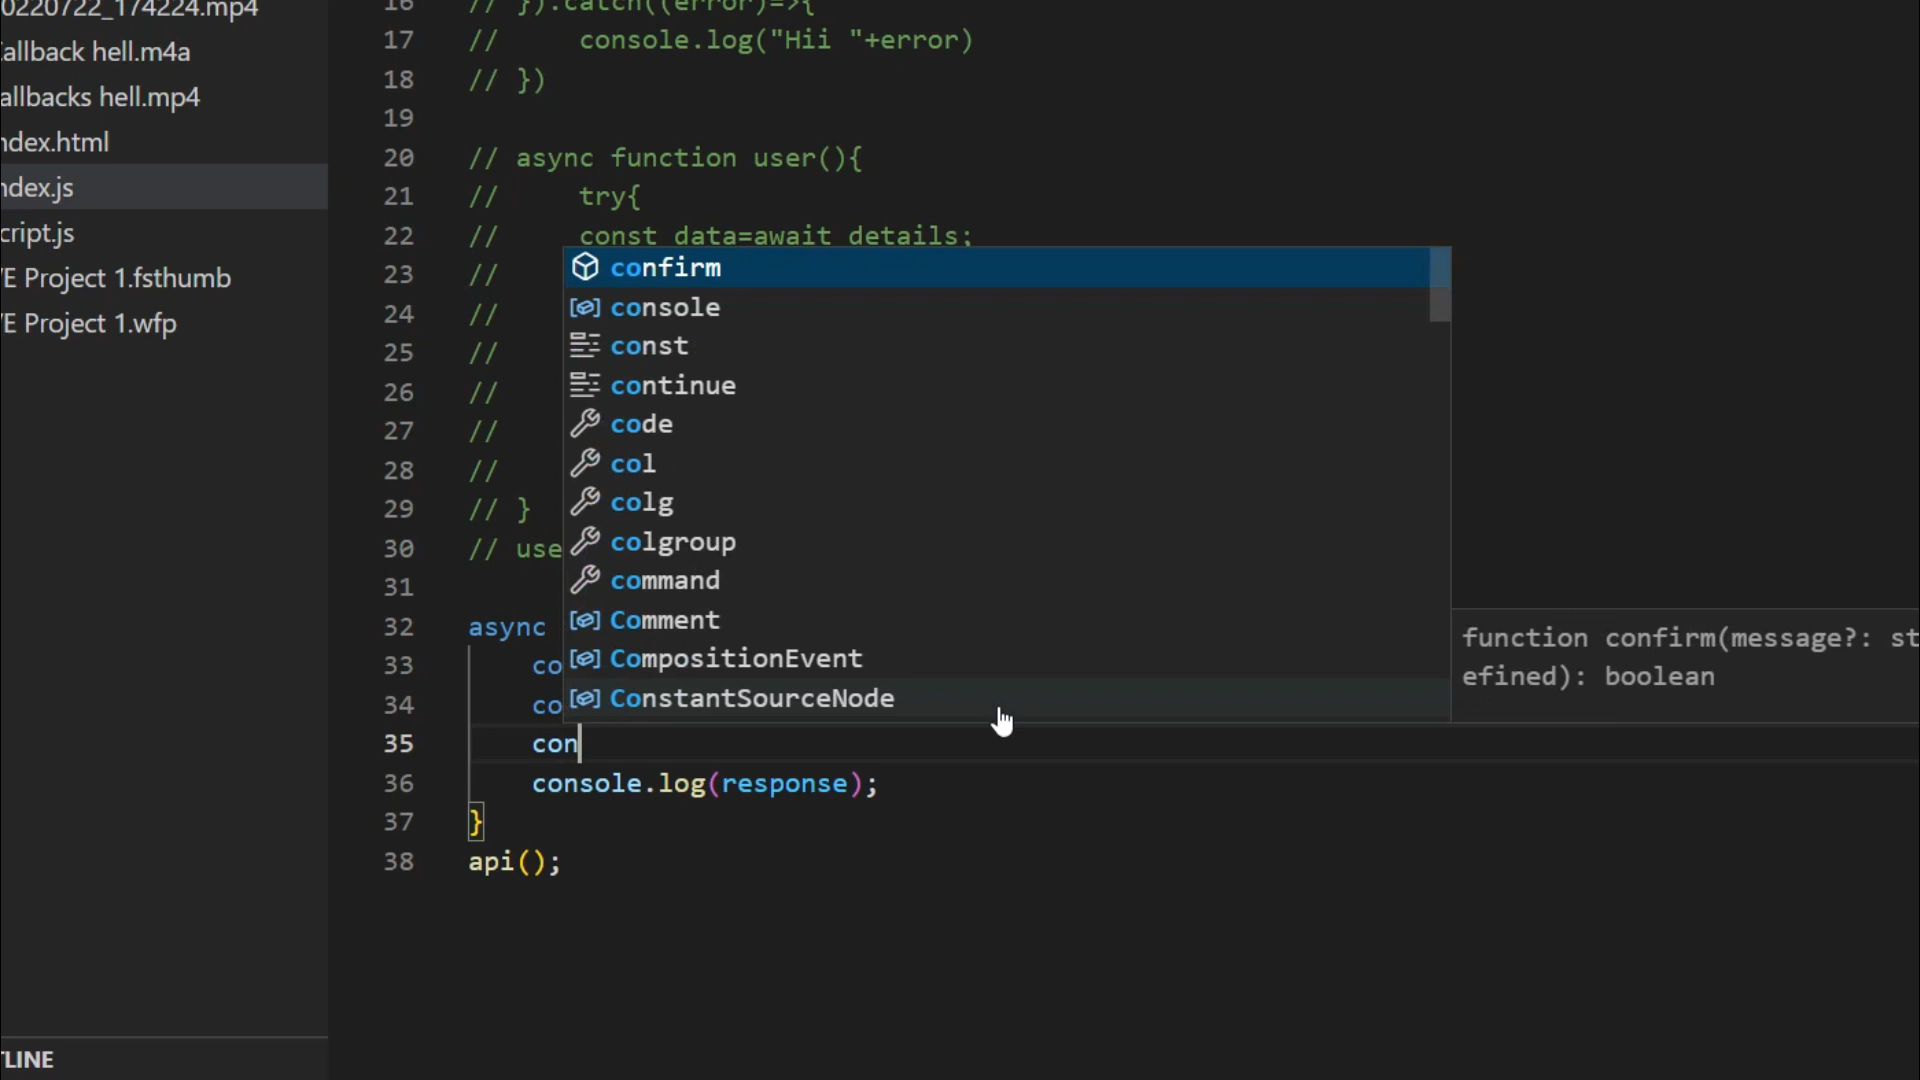 0220722_174224.mp4
allback hell.m4a
allbacks hell.mp4
ndex.html
ndex.js
cript.js
E Project 1.fsthumb
E Project 1.wfp
TLINE
16 // }).catch((error)=>{
17 // console.log("Hii "+error)
18 // })
19
20 // async function user(){
21 // try{
22 // const data=await details;
23 //
24 //
25 //
26 //
27 //
28 //
29 // }
30 // use
31
32 async
33 co
34 co
35 con
36 console.log(response);
37 }
38 api();
confirm
console
const
continue
code
col
colg
colgroup
command
Comment
CompositionEvent
ConstantSourceNode
function confirm(message?: st
efined): boolean